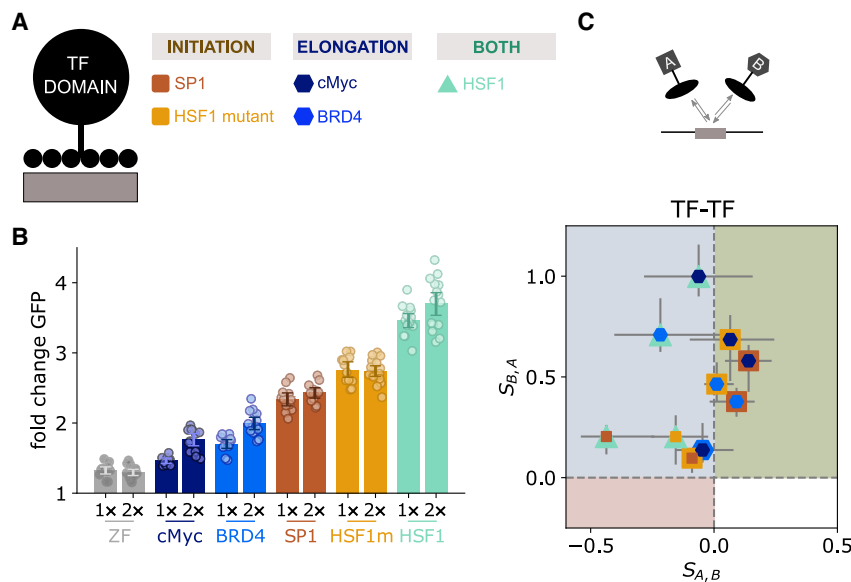 A
TF
DOMAIN
INITIATION
SP1
HSF1 mutant
ELONGATION
cMyc
BRD4
BOTH
HSF1
B
fold change GFP
4
3
2
1
1× 2× 1× 2× 1× 2× 1× 2× 1× 2× 1× 2×
ZF cMyc BRD4 SP1 HSF1m HSF1
C
A B
TF-TF
S_{B,A}
1.0
0.5
0.0
−0.5 0.0 0.5
S_{A,B}